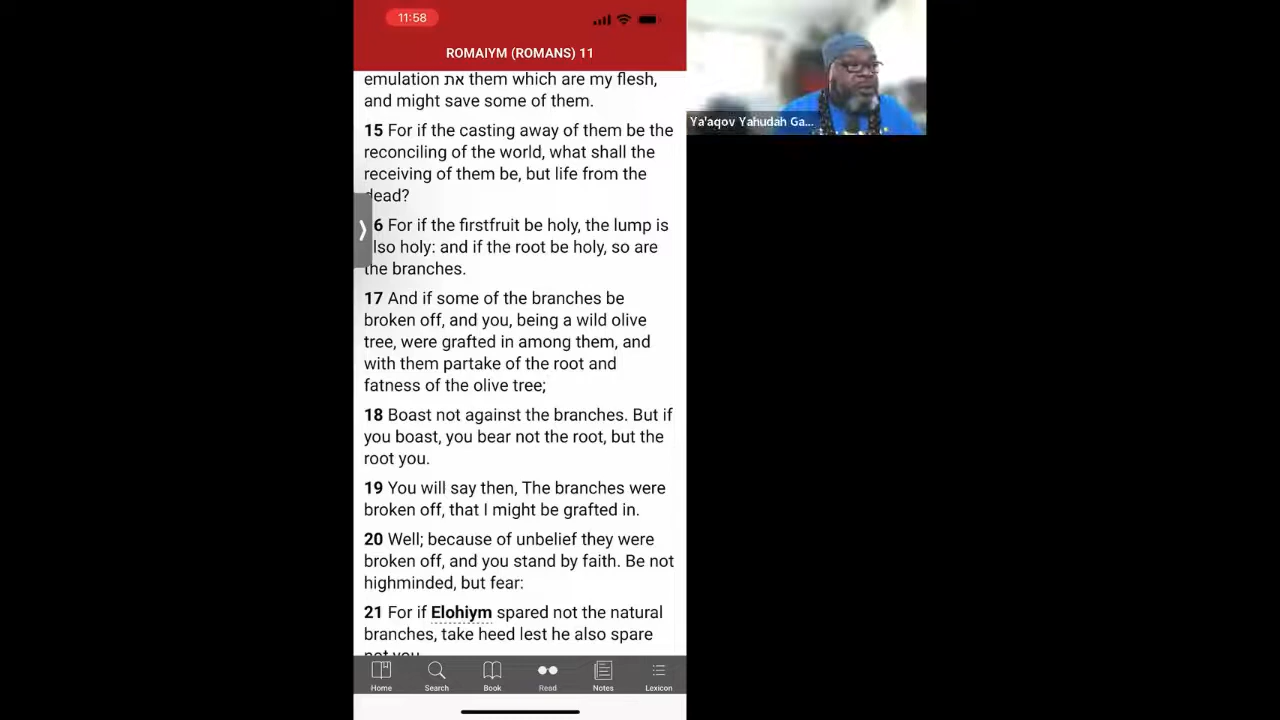 11:58
ROMAIYM (ROMANS) 11
emulation את them which are my flesh,
and might save some of them.
15 For if the casting away of them be the
reconciling of the world, what shall the
receiving of them be, but life from the
dead?
6 For if the firstfruit be holy, the lump is
lso holy: and if the root be holy, so are
the branches.
17 And if some of the branches be
broken off, and you, being a wild olive
tree, were grafted in among them, and
with them partake of the root and
fatness of the olive tree;
18 Boast not against the branches. But if
you boast, you bear not the root, but the
root you.
19 You will say then, The branches were
broken off, that I might be grafted in.
20 Well; because of unbelief they were
broken off, and you stand by faith. Be not
highminded, but fear:
21 For if Elohiym spared not the natural
branches, take heed lest he also spare
not you.
Home Search Book Read Notes Lexicon
Ya'aqov Yahudah Ga...